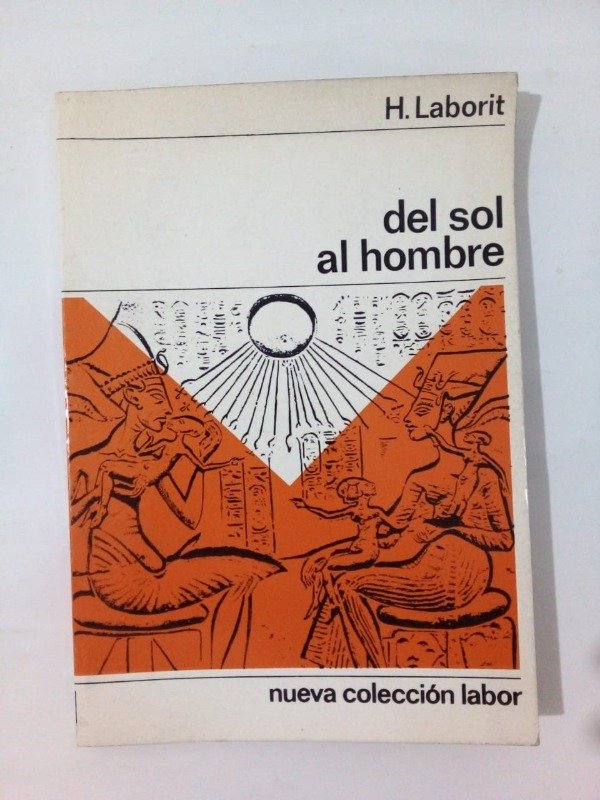 H. Laborit
del sol
al hombre
nueva colección labor